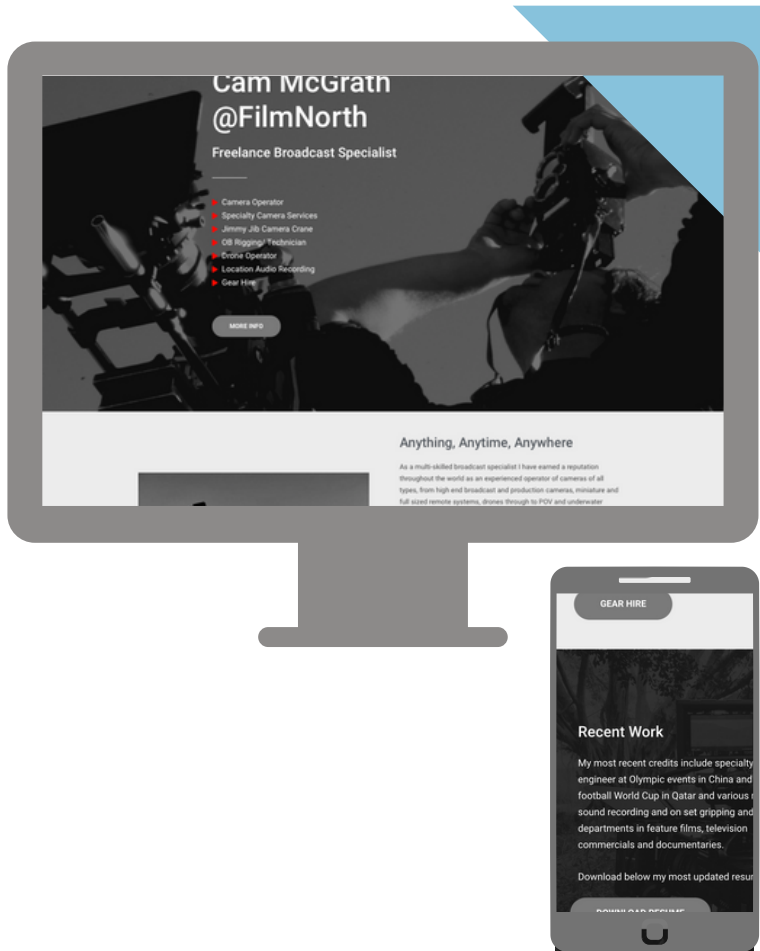 Cam McGrath
@FilmNorth
Freelance Broadcast Specialist
Camera Operator
Specialty Camera Services
Jimmy Jib Camera Crane
OB Rigging/ Technician
Drone Operator
Location Audio Recording
Gear Hire
MORE INFO
Anything, Anytime, Anywhere
As a multi-skilled broadcast specialist I have earned a reputation
throughout the world as an experienced operator of cameras of all
types, from high end broadcast and production cameras, miniature and
full sized remote systems, drones through to POV and underwater
GEAR HIRE
Recent Work
My most recent credits include specialty
engineer at Olympic events in China and
football World Cup in Qatar and various
sound recording and on set gripping and
departments in feature films, television
commercials and documentaries.
Download below my most updated
DOWNLOAD RESUME